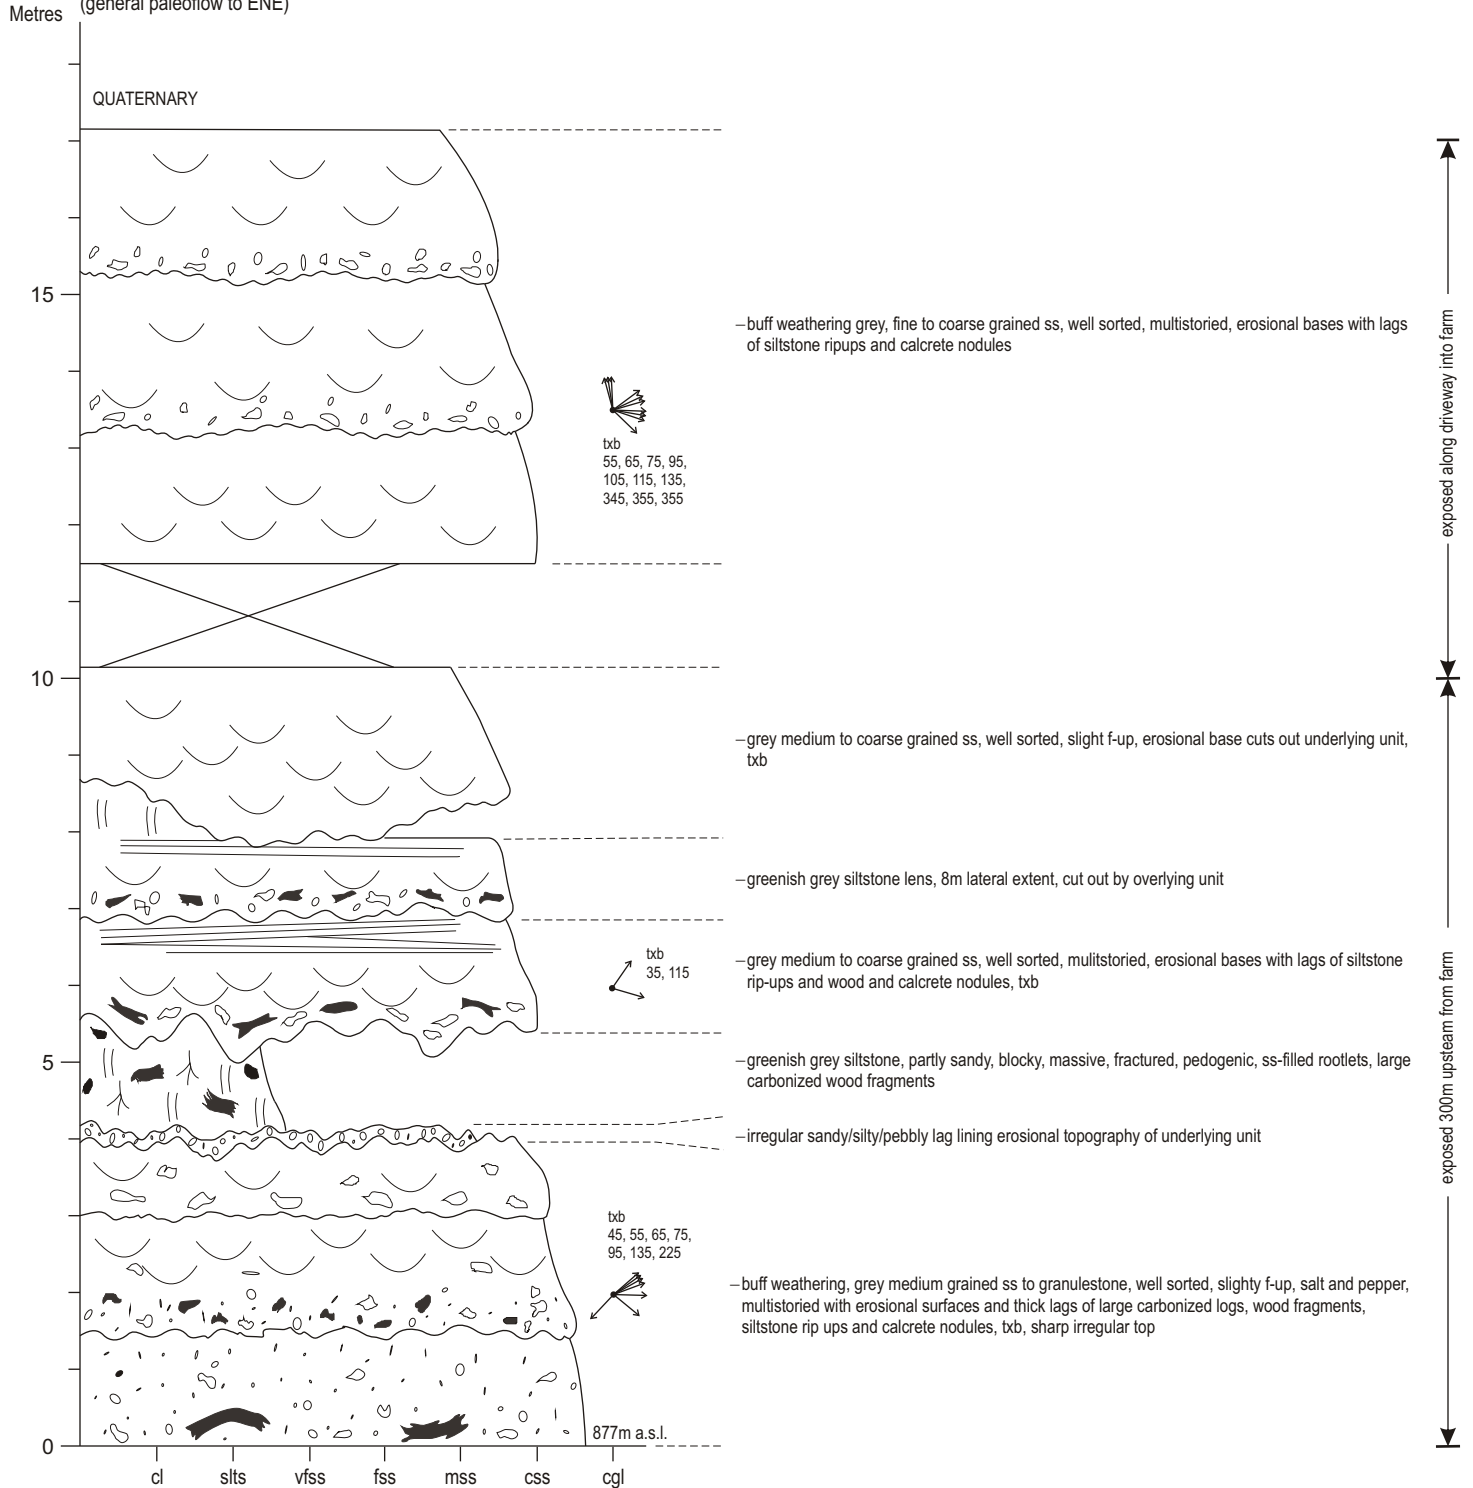 (general paleoflow to ENE)
Metres
QUATERNARY
15
–buff weathering grey, fine to coarse grained ss, well sorted, multistoried, erosional bases with lags
of siltstone ripups and calcrete nodules
exposed along driveway into farm
txb
55, 65, 75, 95,
105, 115, 135,
345, 355, 355
10
–grey medium to coarse grained ss, well sorted, slight f-up, erosional base cuts out underlying unit,
txb
–greenish grey siltstone lens, 8m lateral extent, cut out by overlying unit
txb
35, 115
–grey medium to coarse grained ss, well sorted, mulitstoried, erosional bases with lags of siltstone
rip-ups and wood and calcrete nodules, txb
exposed 300m upsteam from farm
5
–greenish grey siltstone, partly sandy, blocky, massive, fractured, pedogenic, ss-filled rootlets, large
carbonized wood fragments
–irregular sandy/silty/pebbly lag lining erosional topography of underlying unit
txb
45, 55, 65, 75,
95, 135, 225
–buff weathering, grey medium grained ss to granulestone, well sorted, slighty f-up, salt and pepper,
multistoried with erosional surfaces and thick lags of large carbonized logs, wood fragments,
siltstone rip ups and calcrete nodules, txb, sharp irregular top
877m a.s.l.
0
cl slts vfss fss mss css cgl